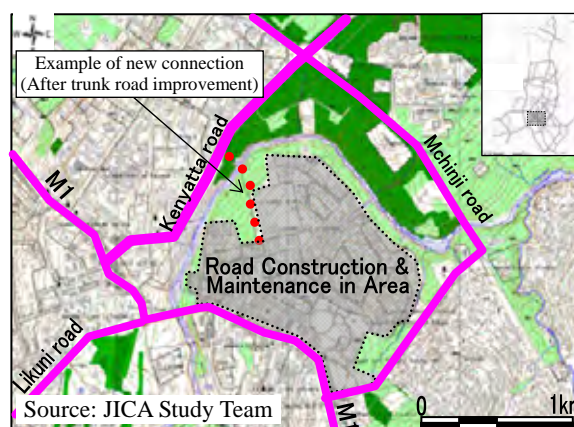 Example of new connection
(After trunk road improvement)
Kenyatta road
Mchinji road
M1
Road Construction &
Maintenance in Area
Likuni road
Source: JICA Study Team
M1
0 1km